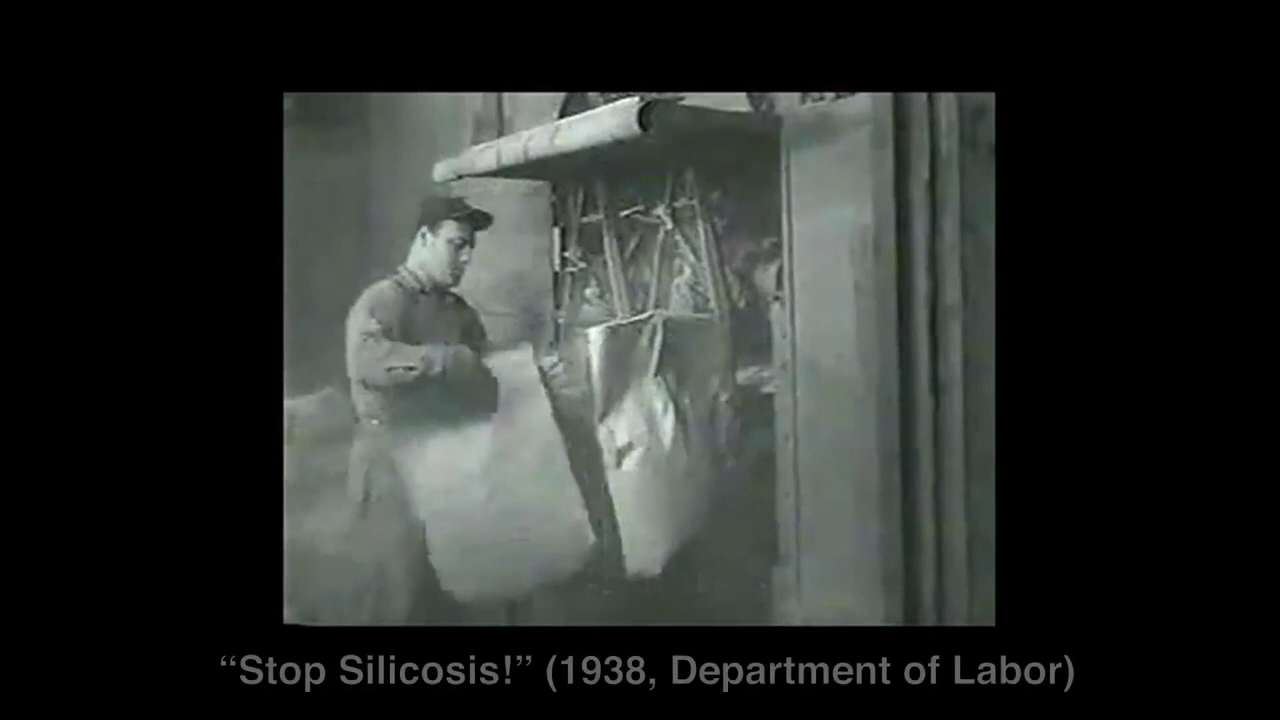 “Stop Silicosis!” (1938, Department of Labor)